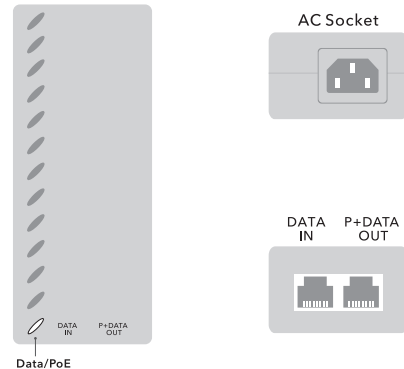 AC Socket
DATA P+DATA
IN OUT
DATA P+DATA
IN OUT
Data/PoE